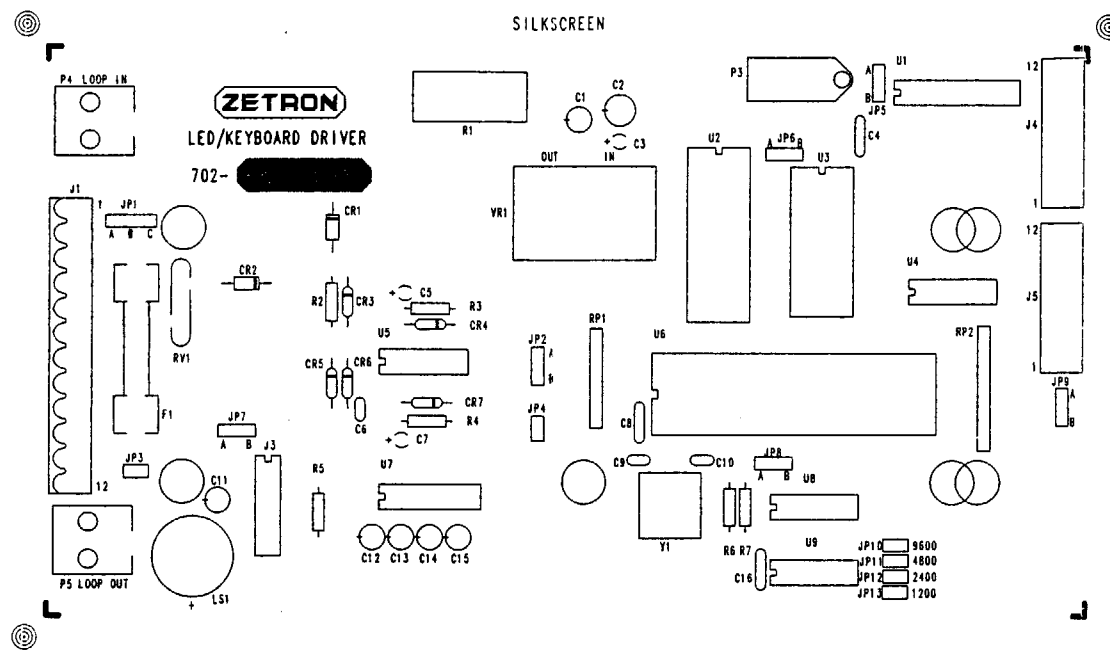 SILKSCREEN
P4 LOOP IN
ZETRON
LED/KEYBOARD DRIVER
702-
R1
C1
C2
+ C3
OUT IN
VR1
P3
A
B
JP5
U1
C4
12
J4
1
U2
A JP6 B
U3
J1
1
JP1
A B C
CR1
CR2
RV1
F1
R2
CR3
+ C5
R3
CR4
U5
CR5
CR6
CR7
C6
R4
+ C7
JP2
A
B
JP4
RP1
U6
U4
RP2
12
J5
1
JP9
A
B
JP7
A B
JP3
J3
12
C11
R5
U7
C8
C9
C10
JP8
A B
U8
Y1
R6 R7
U9
C16
C12 C13 C14 C15
JP10 9600
JP11 4800
JP12 2400
JP13 1200
P5 LOOP OUT
LS1
+